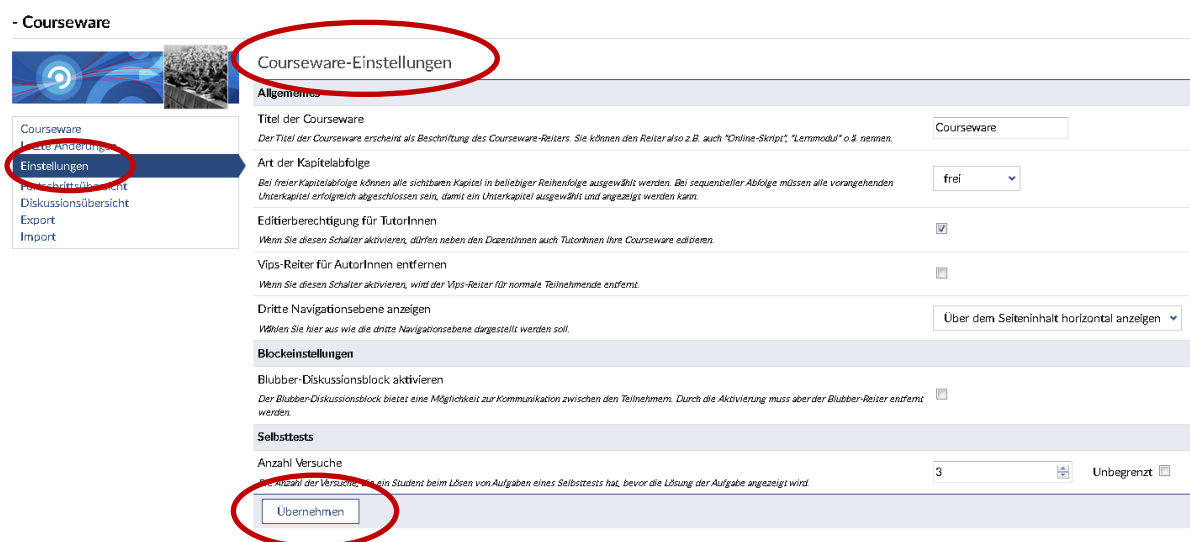 - Courseware
Courseware
Letzte Änderungen
Einstellungen
Fortschrittsübersicht
Diskussionsübersicht
Export
Import
Courseware-Einstellungen
Allgemeines
Titel der Courseware
Der Titel der Courseware erscheint als Beschriftung des Courseware-Reiters. Sie können den Reiter also z.B. auch "Online-Skript", "Lernmodul" o.ä. nennen.
Courseware
Art der Kapitelabfolge
Bei freier Kapitelabfolge können alle sichtbaren Kapitel in beliebiger Reihenfolge ausgewählt werden. Bei sequentieller Abfolge müssen alle vorangehenden
Unterkapitel erfolgreich abgeschlossen sein, damit ein Unterkapitel ausgewählt und angezeigt werden kann.
frei
Editierberechtigung für TutorInnen
Wenn Sie diesen Schalter aktivieren, dürfen neben den DozentInnen auch TutorInnen Ihre Courseware editieren.
Vips-Reiter für AutorInnen entfernen
Wenn Sie diesen Schalter aktivieren, wird der Vips-Reiter für normale Teilnehmende entfernt.
Dritte Navigationsebene anzeigen
Wählen Sie hier aus wie die dritte Navigationsebene dargestellt werden soll.
Über dem Seiteninhalt horizontal anzeigen
Blockeinstellungen
Blubber-Diskussionsblock aktivieren
Der Blubber-Diskussionsblock bietet eine Möglichkeit zur Kommunikation zwischen den Teilnehmern. Durch die Aktivierung muss aber der Blubber-Reiter entfernt
werden.
Selbsttests
Anzahl Versuche
Die Anzahl der Versuche, die ein Student beim Lösen von Aufgaben eines Selbsttests hat, bevor die Lösung der Aufgabe angezeigt wird.
3
Unbegrenzt
Übernehmen